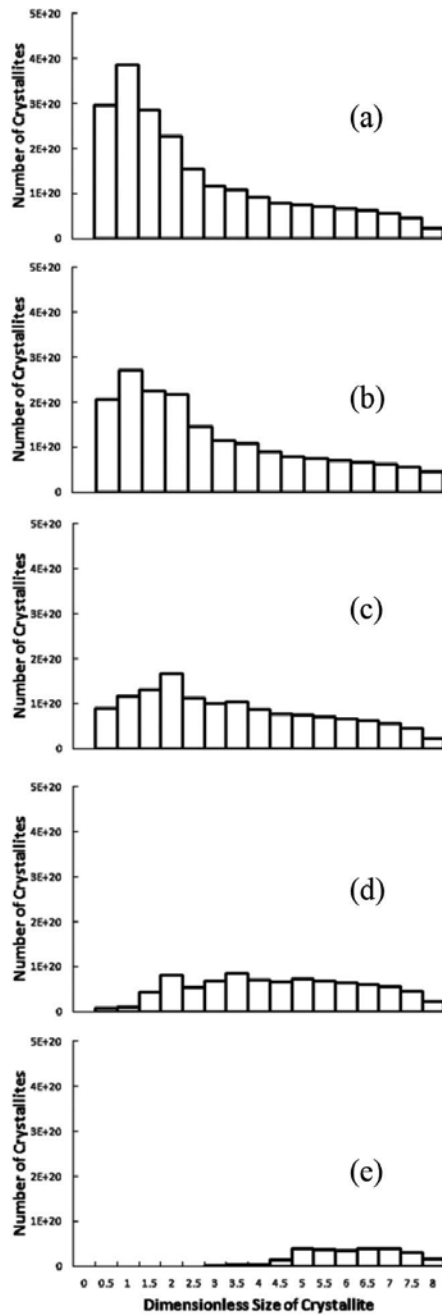 Number of Crystallites
5E+20
4E+20
3E+20
2E+20
1E+20
0
(a)
Number of Crystallites
5E+20
4E+20
3E+20
2E+20
1E+20
0
(b)
Number of Crystallites
5E+20
4E+20
3E+20
2E+20
1E+20
0
(c)
Number of Crystallites
5E+20
4E+20
3E+20
2E+20
1E+20
0
(d)
Number of Crystallites
5E+20
4E+20
3E+20
2E+20
1E+20
0
(e)
0 0.5 1 1.5 2 2.5 3 3.5 4 4.5 5 5.5 6 6.5 7 7.5 8
Dimensionless Size of Crystallite